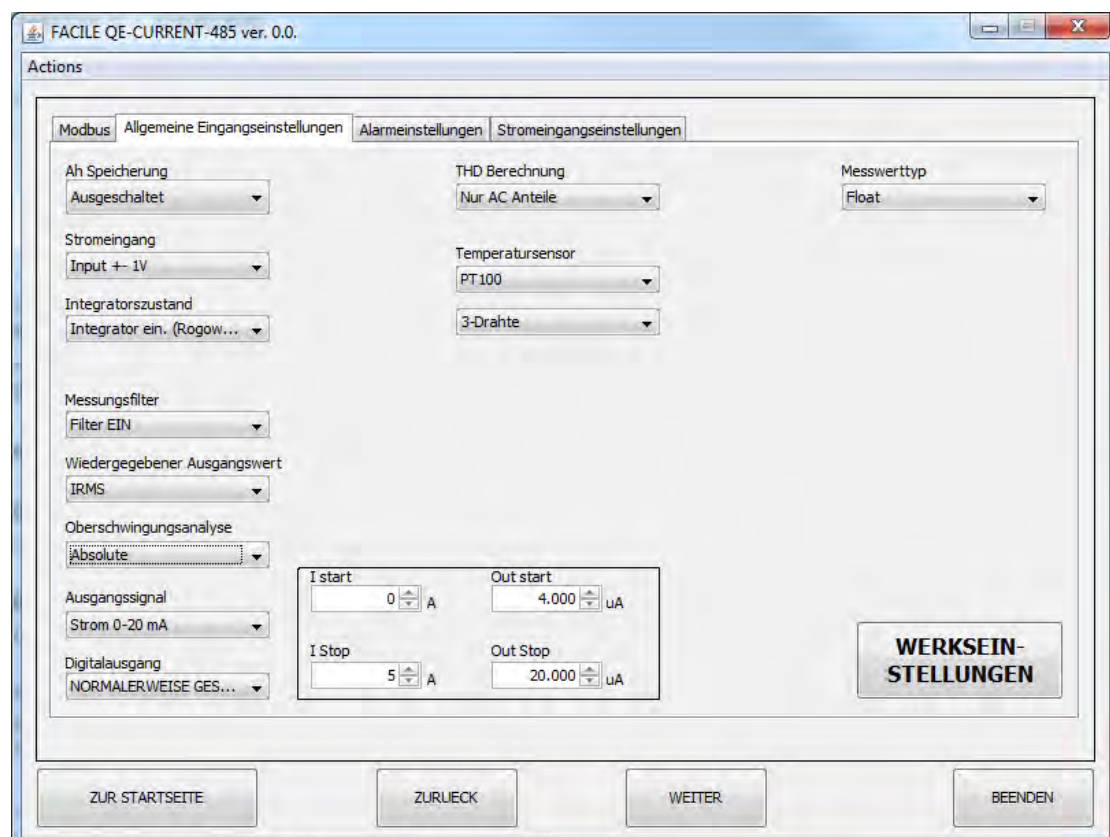 FACILE QE-CURRENT-485 ver. 0.0.
Actions
Modbus
Allgemeine Eingangseinstellungen
Alarmeinstellungen
Stromeingangseinstellungen
Ah Speicherung
Ausgeschaltet
Stromeingang
Input +- 1V
Integratorszustand
Integrator ein. (Rogow...
Messungsfilter
Filter EIN
Wiedergegebener Ausgangswert
IRMS
Oberschwingungsanalyse
Absolute
Ausgangssignal
Strom 0-20 mA
Digitalausgang
NORMALERWEISE GES...
THD Berechnung
Nur AC Anteile
Temperatursensor
PT100
3-Drahte
Messwerttyp
Float
I start
0 A
Out start
4.000 uA
I Stop
5 A
Out Stop
20.000 uA
WERKSEIN-
STELLUNGEN
ZUR STARTSEITE
ZURUECK
WEITER
BEENDEN